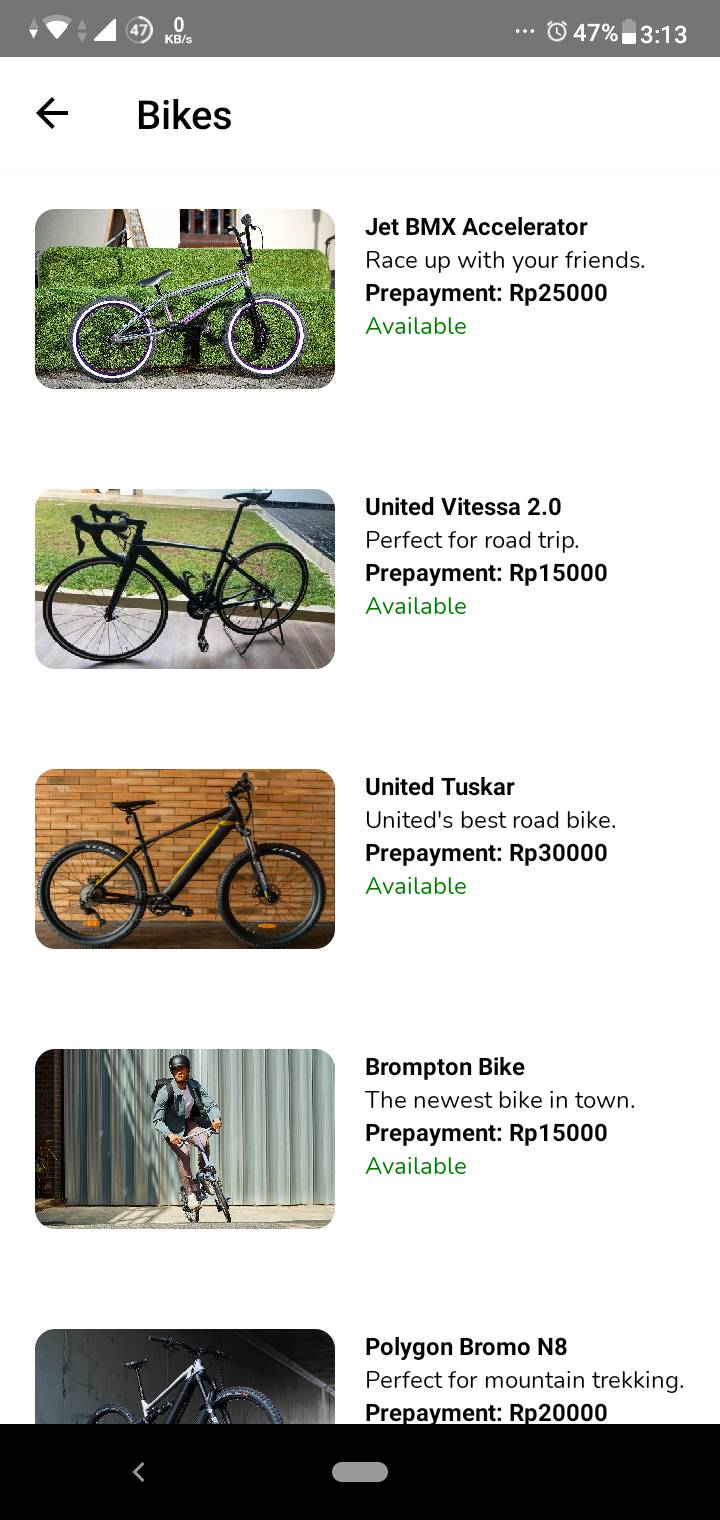 47
0
KB/s
47%
3:13
Bikes
Jet BMX Accelerator
Race up with your friends.
Prepayment: Rp25000
Available
United Vitessa 2.0
Perfect for road trip.
Prepayment: Rp15000
Available
United Tuskar
United's best road bike.
Prepayment: Rp30000
Available
Brompton Bike
The newest bike in town.
Prepayment: Rp15000
Available
Polygon Bromo N8
Perfect for mountain trekking.
Prepayment: Rp20000